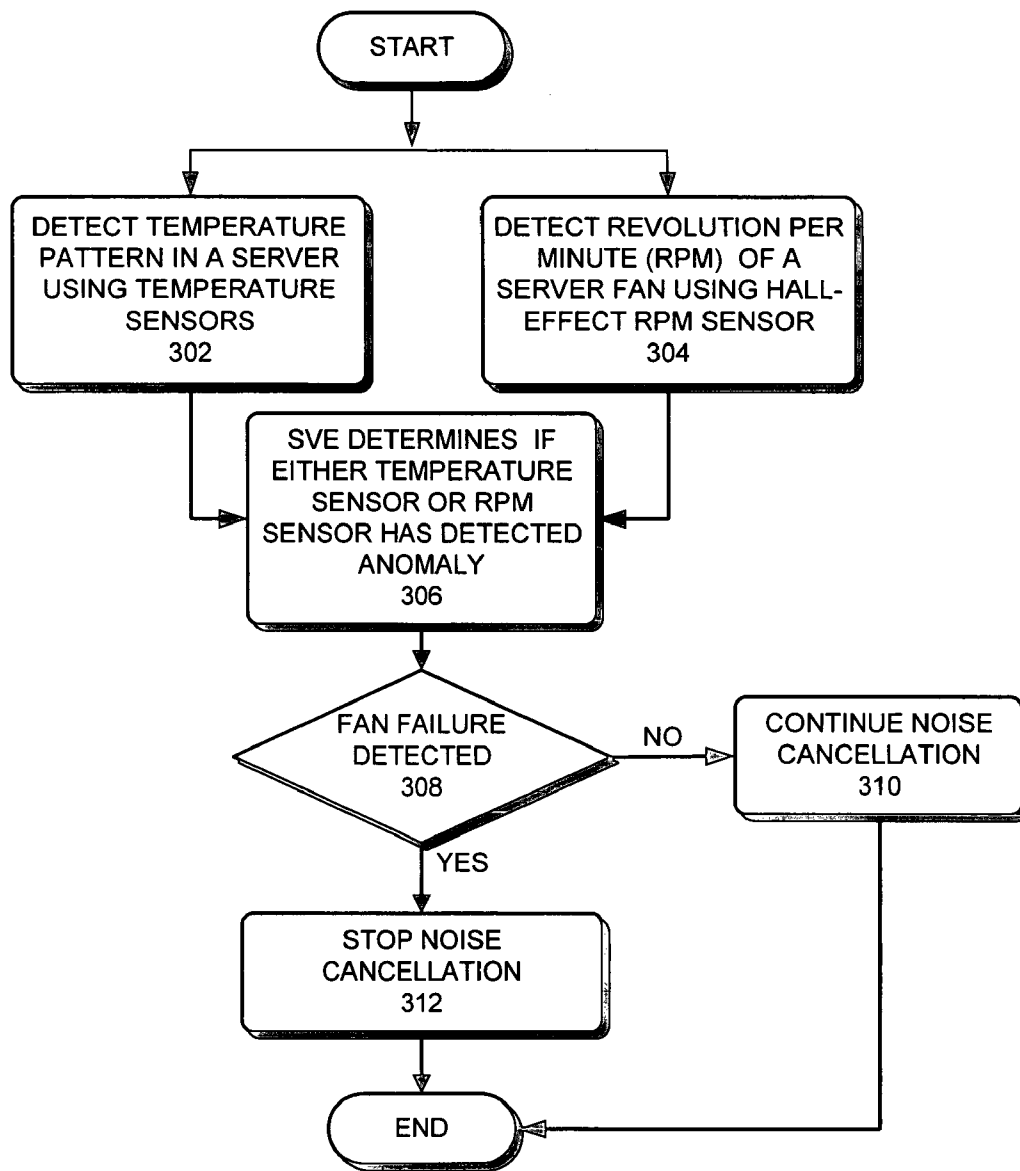 START
DETECT TEMPERATURE
PATTERN IN A SERVER
USING TEMPERATURE
SENSORS
302
DETECT REVOLUTION PER
MINUTE (RPM) OF A
SERVER FAN USING HALL-
EFFECT RPM SENSOR
304
SVE DETERMINES IF
EITHER TEMPERATURE
SENSOR OR RPM
SENSOR HAS DETECTED
ANOMALY
306
FAN FAILURE
DETECTED
308
NO
CONTINUE NOISE
CANCELLATION
310
YES
STOP NOISE
CANCELLATION
312
END